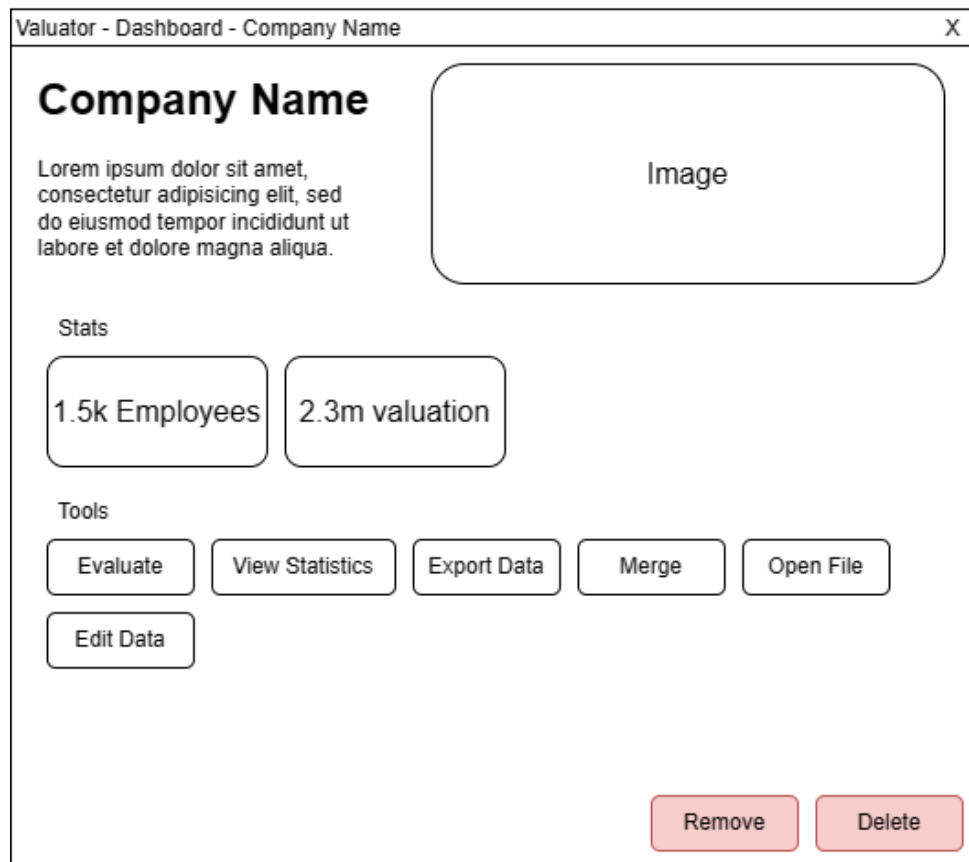 Valuator - Dashboard - Company Name X
Company Name
Lorem ipsum dolor sit amet,
consectetur adipisicing elit, sed
do eiusmod tempor incididunt ut
labore et dolore magna aliqua.
Image
Stats
1.5k Employees 2.3m valuation
Tools
Evaluate View Statistics Export Data Merge Open File
Edit Data
Remove Delete